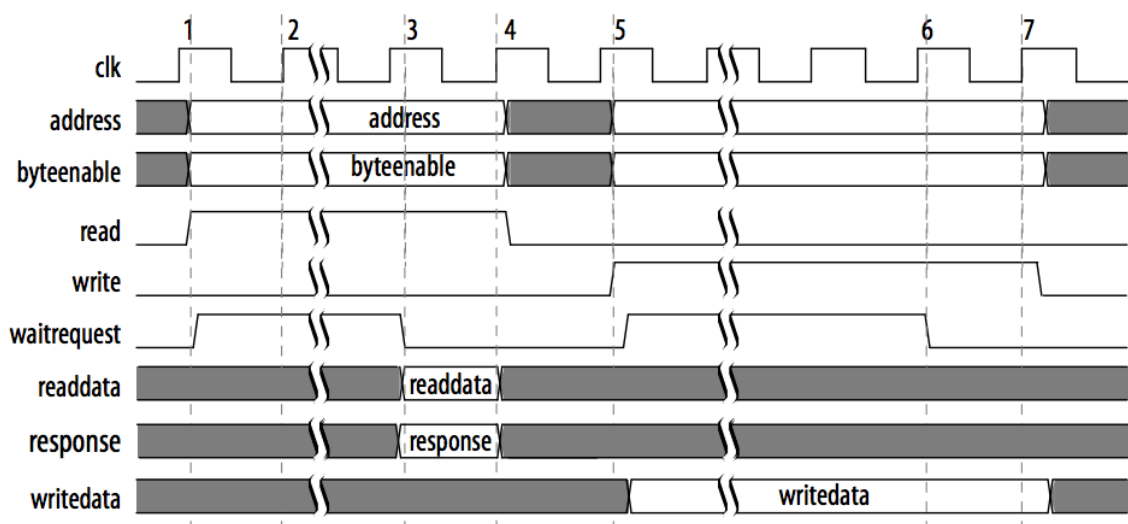 1 2 3 4 5 6 7
clk
address address
byteenable byteenable
read
write
waitrequest
readdata readdata
response response
writedata writedata